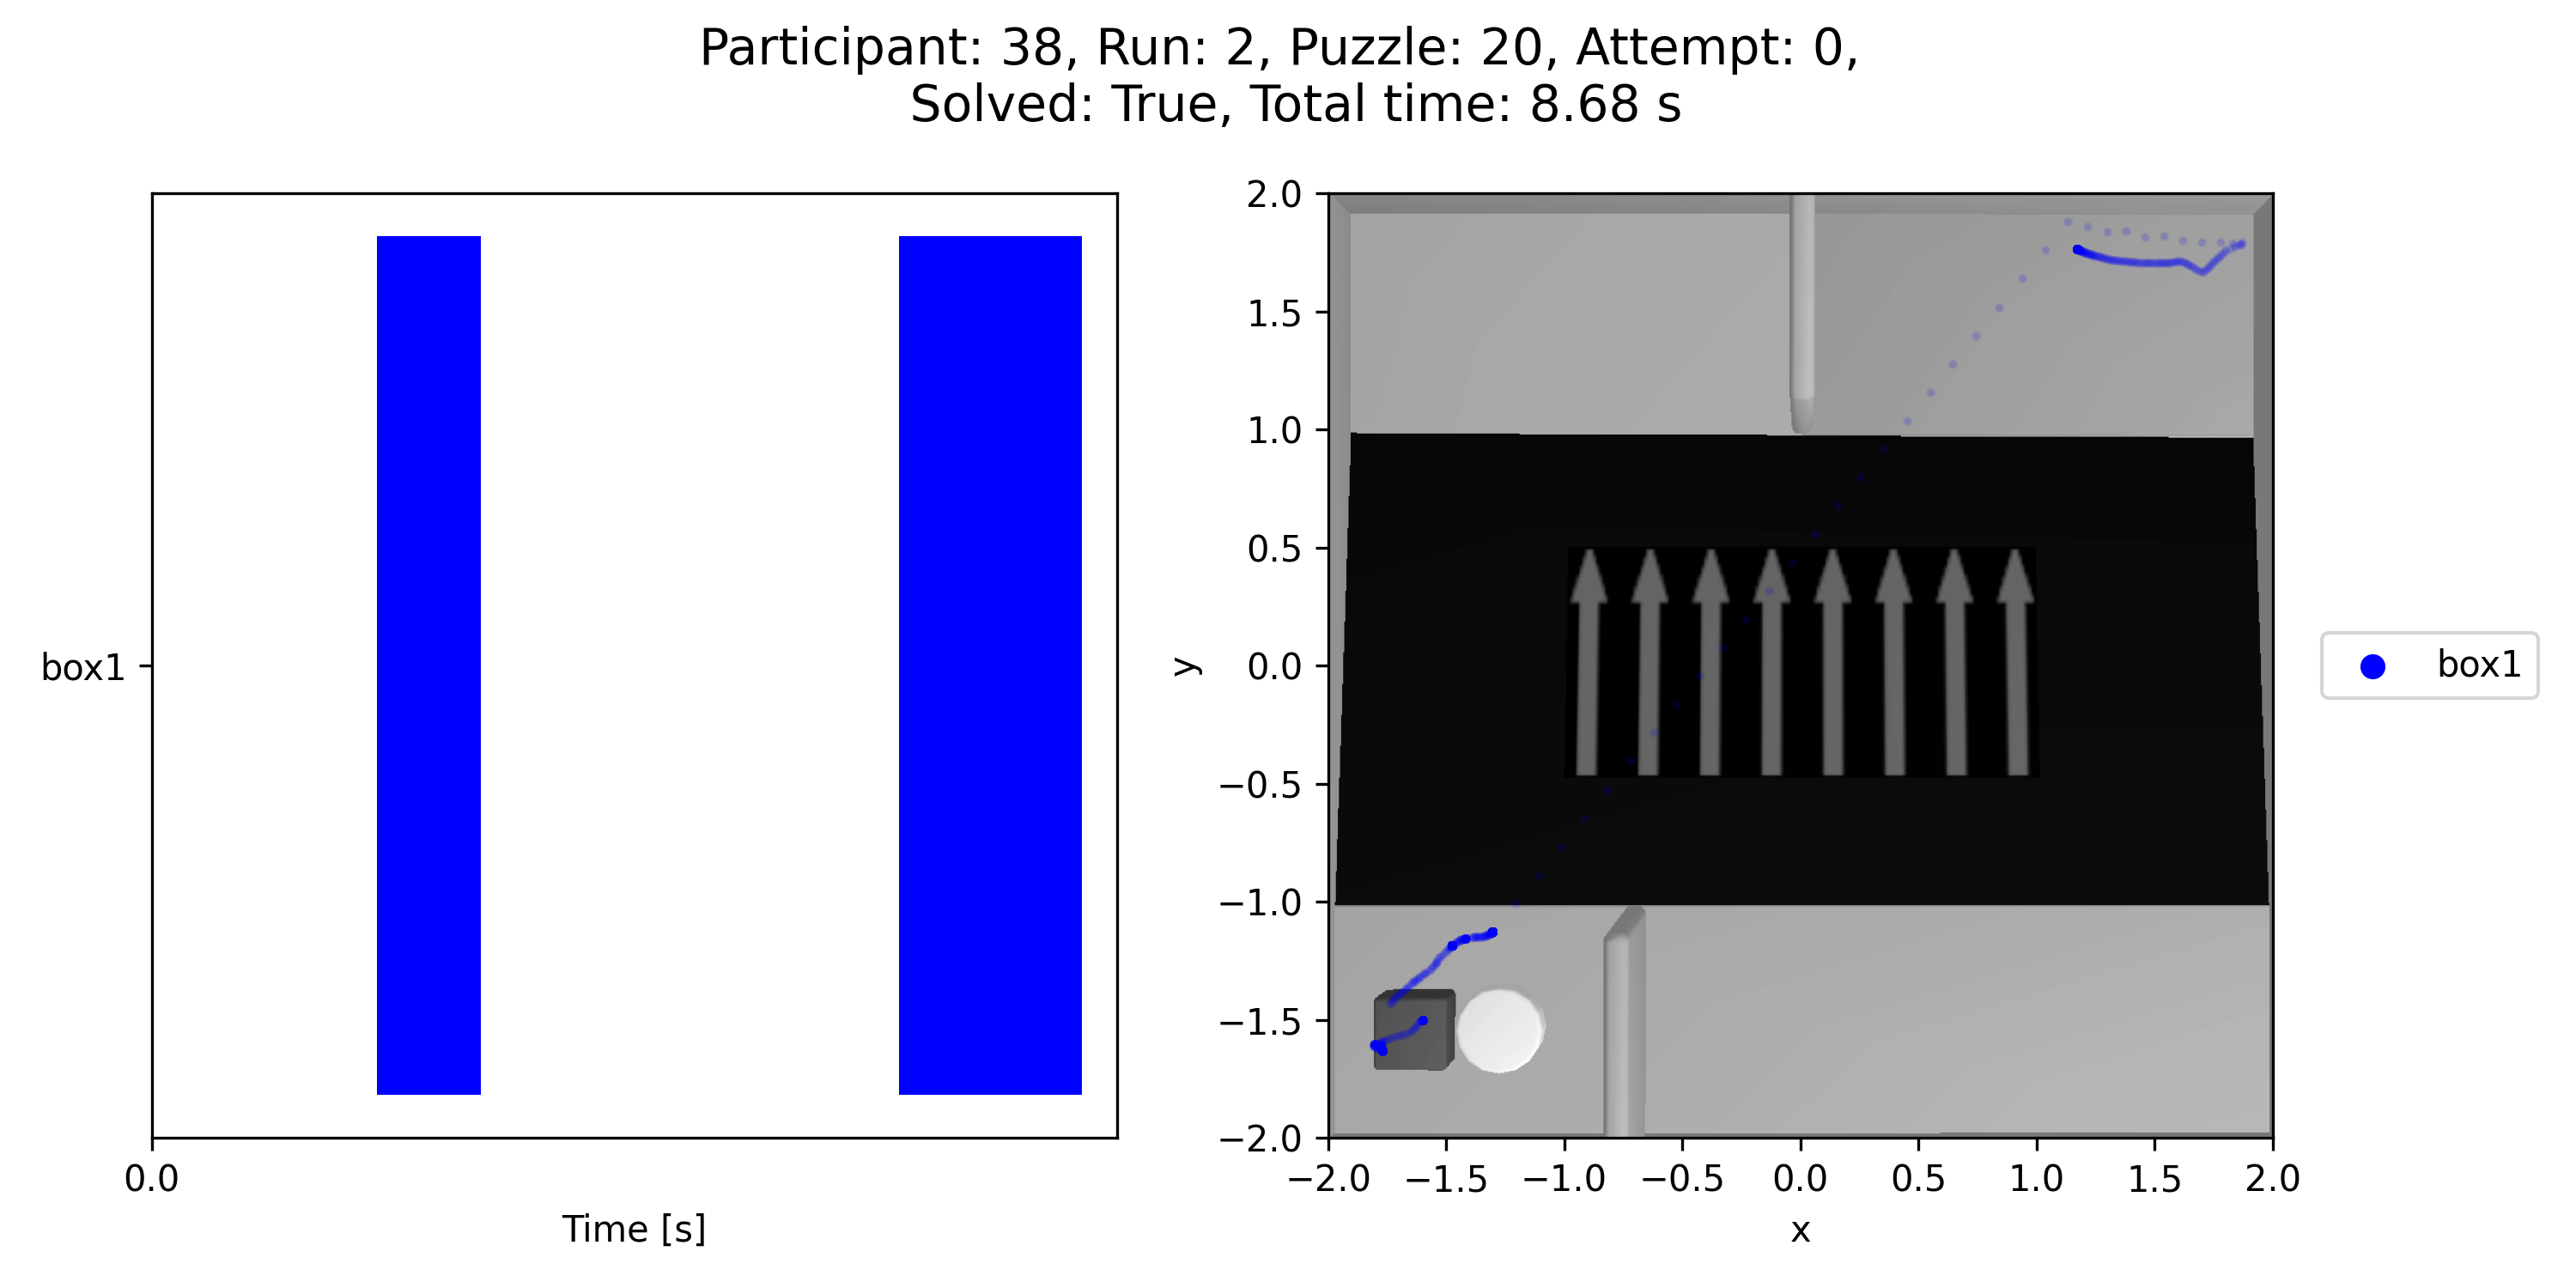 Participant: 38, Run: 2, Puzzle: 20, Attempt: 0,
Solved: True, Total time: 8.68 s
box1
0.0
Time [s]
2.0
1.5
1.0
0.5
0.0
−0.5
−1.0
−1.5
−2.0
y
−2.0 −1.5 −1.0 −0.5 0.0 0.5 1.0 1.5 2.0
x
box1